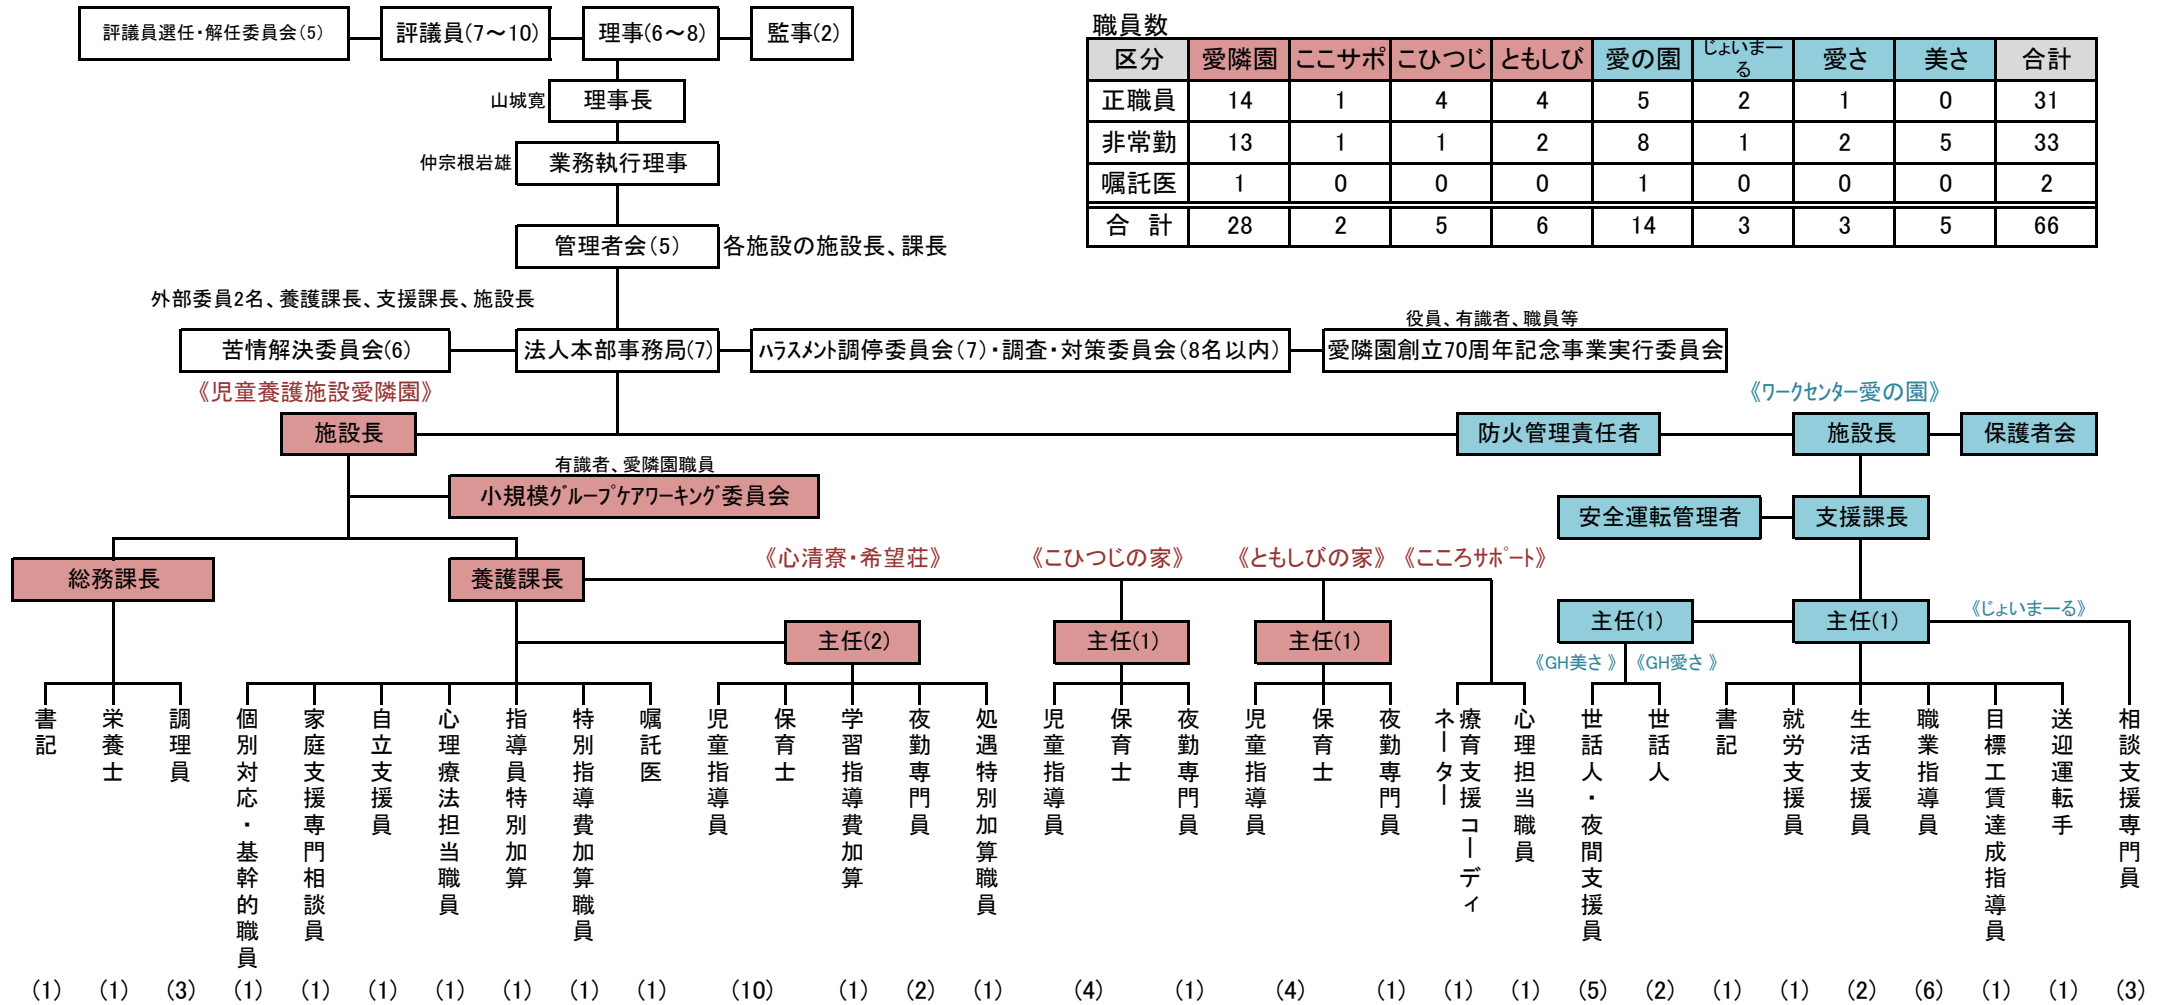 評議員選任・解任委員会(5)
評議員(7～10)
理事(6～8)
監事(2)
山城寛
理事長
仲宗根岩雄
業務執行理事
管理者会(5)
各施設の施設長、課長
職員数
区分 愛隣園 ここサポ こひつじ ともしび 愛の園 じょいまーる 愛さ 美さ 合計
正職員 14 1 4 4 5 2 1 0 31
非常勤 13 1 1 2 8 1 2 5 33
嘱託医 1 0 0 0 1 0 0 0 2
合 計 28 2 5 6 14 3 3 5 66
外部委員2名、養護課長、支援課長、施設長
役員、有識者、職員等
苦情解決委員会(6)
法人本部事務局(7)
ﾊﾗｽﾒﾝﾄ調停委員会(7)・調査・対策委員会(8名以内)
愛隣園創立70周年記念事業実行委員会
《児童養護施設愛隣園》
《ﾜｰｸｾﾝﾀｰ愛の園》
施設長
防火管理責任者
施設長
保護者会
有識者、愛隣園職員
小規模ｸﾞﾙｰﾌﾟｹｱﾜｰｷﾝｸﾞ委員会
安全運転管理者
支援課長
《心清寮・希望荘》
《こひつじの家》
《ともしびの家》
《こころｻﾎﾟｰﾄ》
総務課長
養護課長
主任(2)
主任(1)
主任(1)
主任(1)
主任(1)
《じょいまーる》
《GH美さ》
《GH愛さ》
書記
栄養士
調理員
個別対応・基幹的職員
家庭支援専門相談員
自立支援員
心理療法担当職員
指導員特別加算
特別指導費加算職員
嘱託医
児童指導員
保育士
学習指導費加算
夜勤専門員
処遇特別加算職員
児童指導員
保育士
夜勤専門員
児童指導員
保育士
夜勤専門員
療育支援コーディ
ネーター
心理担当職員
世話人・夜間支援員
世話人
書記
就労支援員
生活支援員
職業指導員
目標工賃達成指導員
送迎運転手
相談支援専門員
(1) (1) (3) (1) (1) (1) (1) (1) (1) (1) (10) (1) (2) (1) (4) (1) (4) (1) (1) (1) (5) (2) (1) (1) (2) (6) (1) (1) (3)